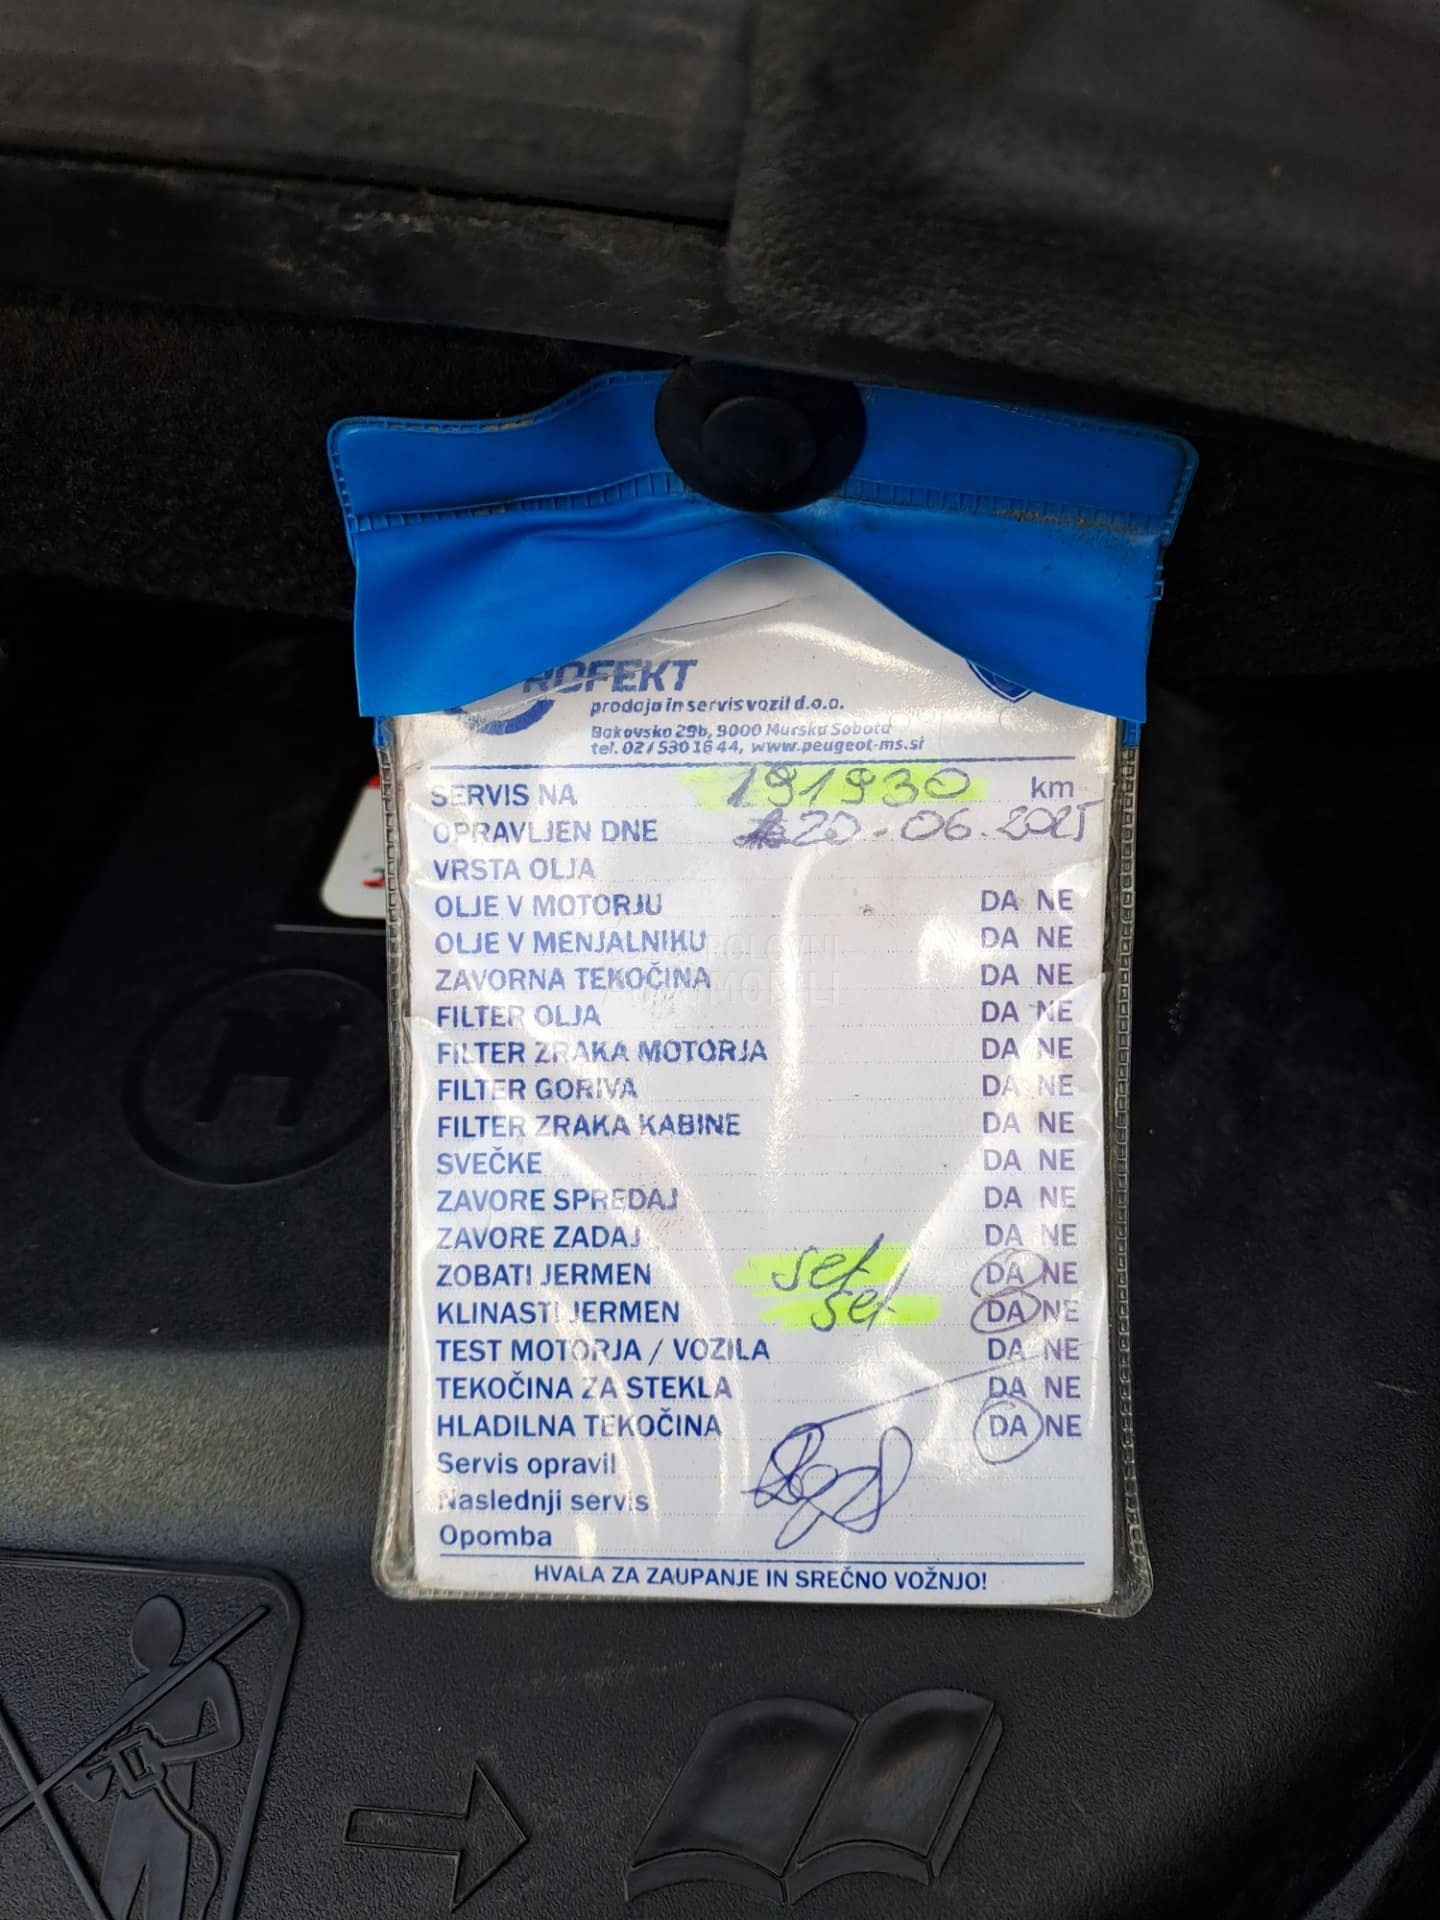 ROFEKT
prodaja in servis vozil d.o.o.
Bakovska 29b, 9000 Murska Sobota
tel. 02 / 530 16 44, www.peugeot-ms.si
SERVIS NA 191930 km
OPRAVLJEN DNE 20.06.2025
VRSTA OLJA
OLJE V MOTORJU DA NE
OLJE V MENJALNIKU DA NE
POLOVNI
ZAVORNA TEKOČINA DA NE
AUTOMOBILI
FILTER OLJA DA NE
FILTER ZRAKA MOTORJA DA NE
FILTER GORIVA DA NE
FILTER ZRAKA KABINE DA NE
SVEČKE DA NE
ZAVORE SPREDAJ DA NE
ZAVORE ZADAJ DA NE
ZOBATI JERMEN set DA NE
KLINASTI JERMEN set DA NE
TEST MOTORJA / VOZILA DA NE
TEKOČINA ZA STEKLA DA NE
HLADILNA TEKOČINA DA NE
Servis opravil
Naslednji servis
Opomba
HVALA ZA ZAUPANJE IN SREČNO VOŽNJO!